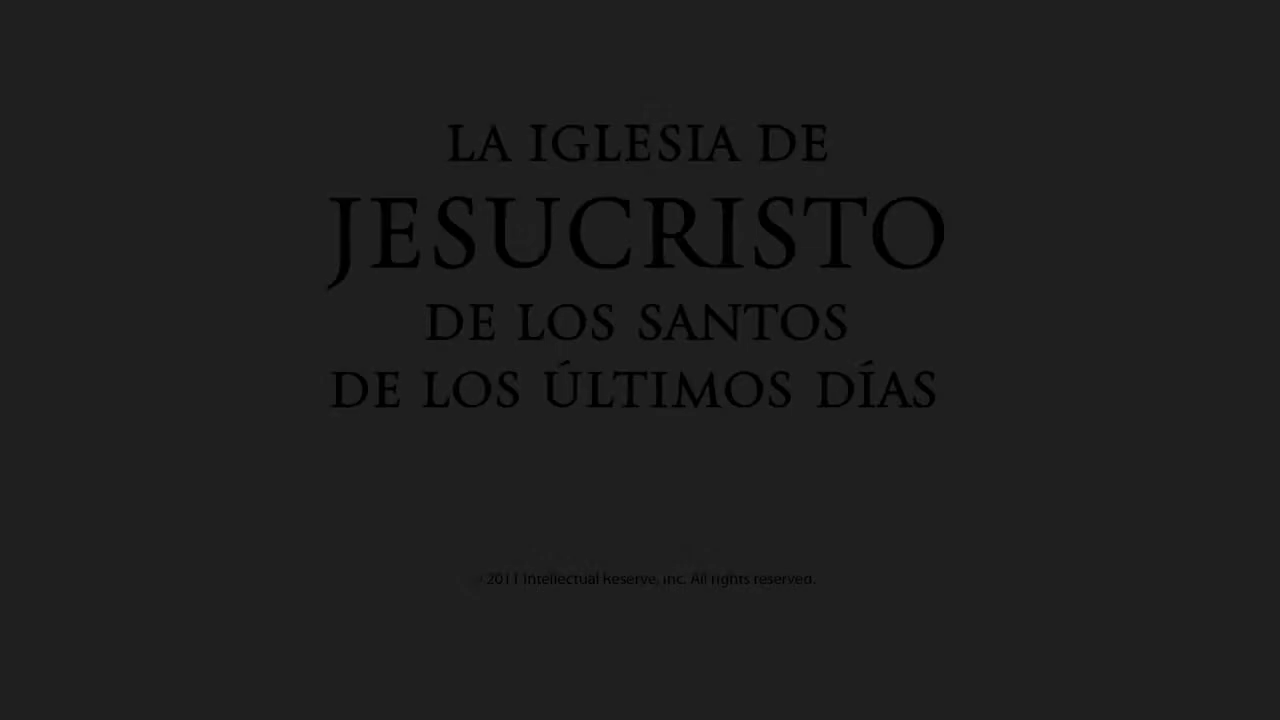 LA IGLESIA DE
JESUCRISTO
DE LOS SANTOS
DE LOS ÚLTIMOS DÍAS
© 2011 Intellectual Reserve, Inc. All rights reserved.